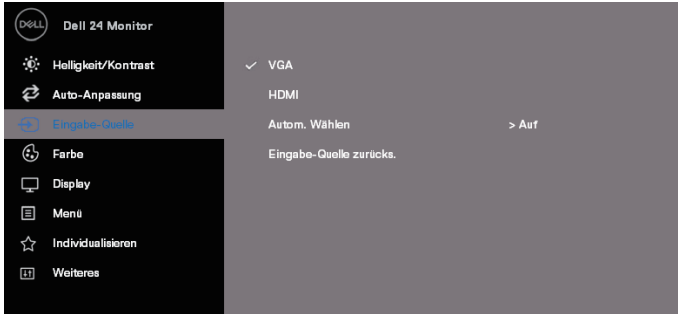 DELL Dell 24 Monitor
Helligkeit/Kontrast
Auto-Anpassung
Eingabe-Quelle
Farbe
Display
Menü
Individualisieren
Weiteres
VGA
HDMI
Autom. Wählen > Auf
Eingabe-Quelle zurücks.